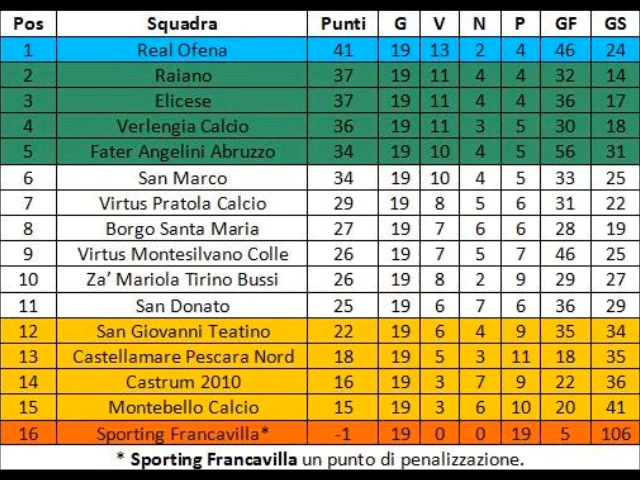 Pos Squadra Punti G V N P GF GS
1 Real Ofena 41 19 13 2 4 46 24
2 Raiano 37 19 11 4 4 32 14
3 Elicese 37 19 11 4 4 36 17
4 Verlengia Calcio 36 19 11 3 5 30 18
5 Fater Angelini Abruzzo 34 19 10 4 5 56 31
6 San Marco 34 19 10 4 5 33 25
7 Virtus Pratola Calcio 29 19 8 5 6 31 22
8 Borgo Santa Maria 27 19 7 6 6 28 19
9 Virtus Montesilvano Colle 26 19 7 5 7 46 25
10 Za’ Mariola Tirino Bussi 26 19 8 2 9 29 27
11 San Donato 25 19 6 7 6 36 29
12 San Giovanni Teatino 22 19 6 4 9 35 34
13 Castellamare Pescara Nord 18 19 5 3 11 18 35
14 Castrum 2010 16 19 3 7 9 22 36
15 Montebello Calcio 15 19 3 6 10 20 41
16 Sporting Francavilla* -1 19 0 0 19 5 106
* Sporting Francavilla un punto di penalizzazione.